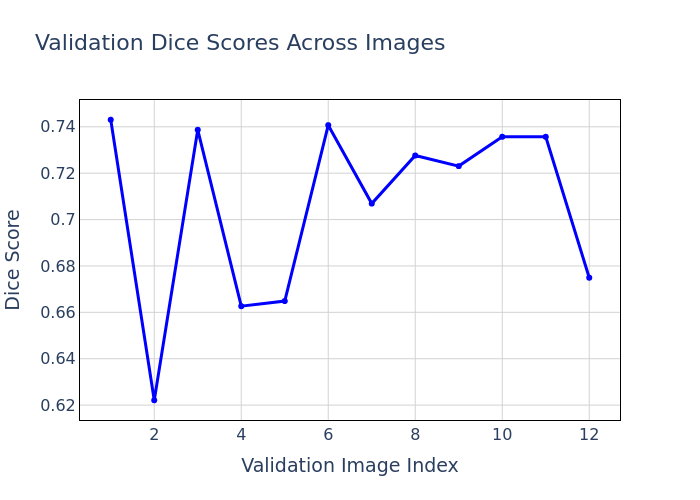 Validation Dice Scores Across Images
Dice Score
0.74
0.72
0.7
0.68
0.66
0.64
0.62
2 4 6 8 10 12
Validation Image Index